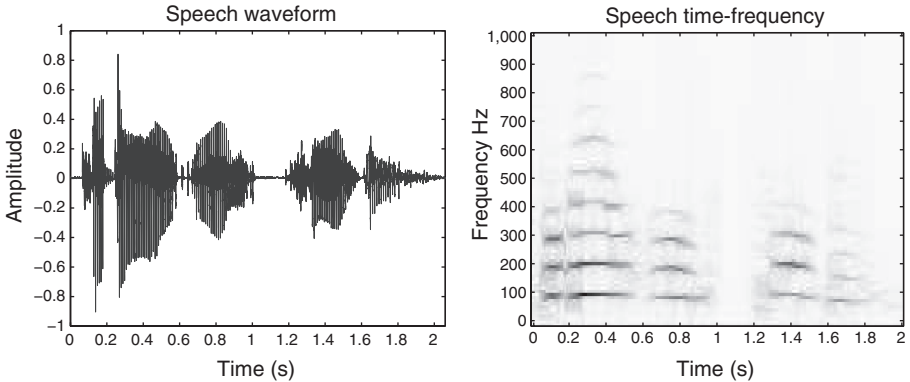 Speech waveform
1
0.8
0.6
0.4
0.2
0
−0.2
−0.4
−0.6
−0.8
−1
Amplitude
0 0.2 0.4 0.6 0.8 1 1.2 1.4 1.6 1.8 2
Time (s)
Speech time-frequency
1,000
900
800
700
600
500
400
300
200
100
0
Frequency Hz
0 0.2 0.4 0.6 0.8 1 1.2 1.4 1.6 1.8 2
Time (s)